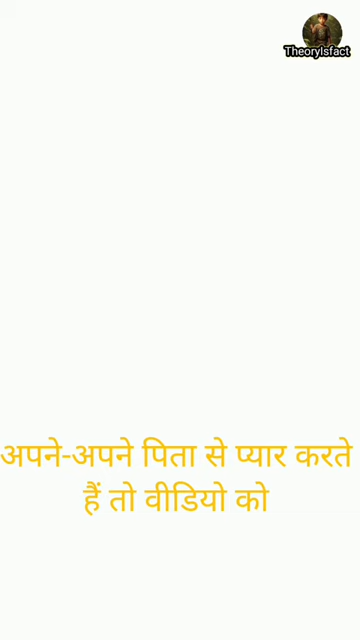 TheoryIsfact
अपने-अपने पिता से प्यार करते
हैं तो वीडियो को